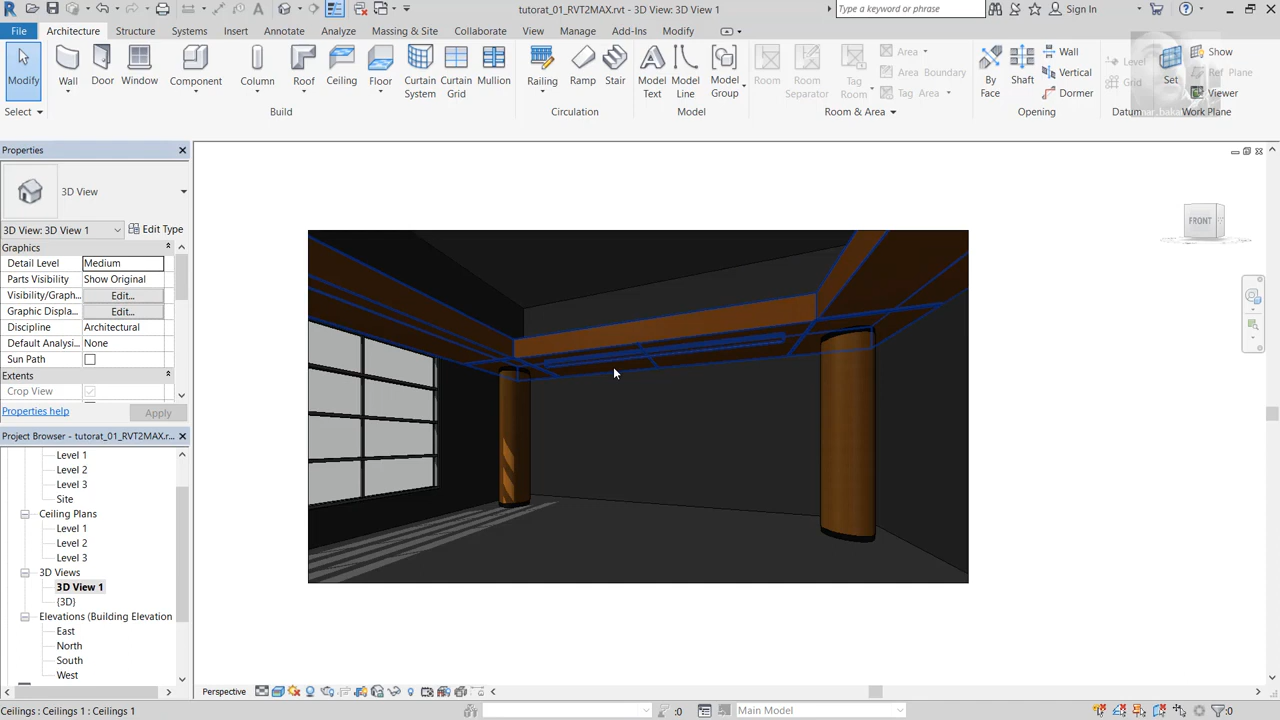 tutorat_01_RVT2MAX.rvt - 3D View: 3D View 1
Type a keyword or phrase
Sign In
File
Architecture
Structure
Systems
Insert
Annotate
Analyze
Massing & Site
Collaborate
View
Manage
Add-Ins
Modify
Modify
Wall
Door
Window
Component
Column
Roof
Ceiling
Floor
Curtain System
Curtain Grid
Mullion
Railing
Ramp
Stair
Model Text
Model Line
Model Group
Room
Room Separator
Tag Room
Area
Area Boundary
Tag Area
By Face
Shaft
Wall
Vertical
Dormer
Level
Grid
Set
Show
Ref Plane
Viewer
Select
Build
Circulation
Model
Room & Area
Opening
Datum
Work Plane
Properties
3D View
3D View: 3D View 1
Edit Type
Graphics
Detail Level Medium
Parts Visibility Show Original
Visibility/Graph... Edit...
Graphic Displa... Edit...
Discipline Architectural
Default Analysi... None
Sun Path
Extents
Crop View
Properties help
Apply
Project Browser - tutorat_01_RVT2MAX.r...
Level 1
Level 2
Level 3
Site
Ceiling Plans
Level 1
Level 2
Level 3
3D Views
3D View 1
{3D}
Elevations (Building Elevation
East
North
South
West
FRONT
Perspective
Ceilings : Ceilings 1 : Ceilings 1
:0
Main Model
:0